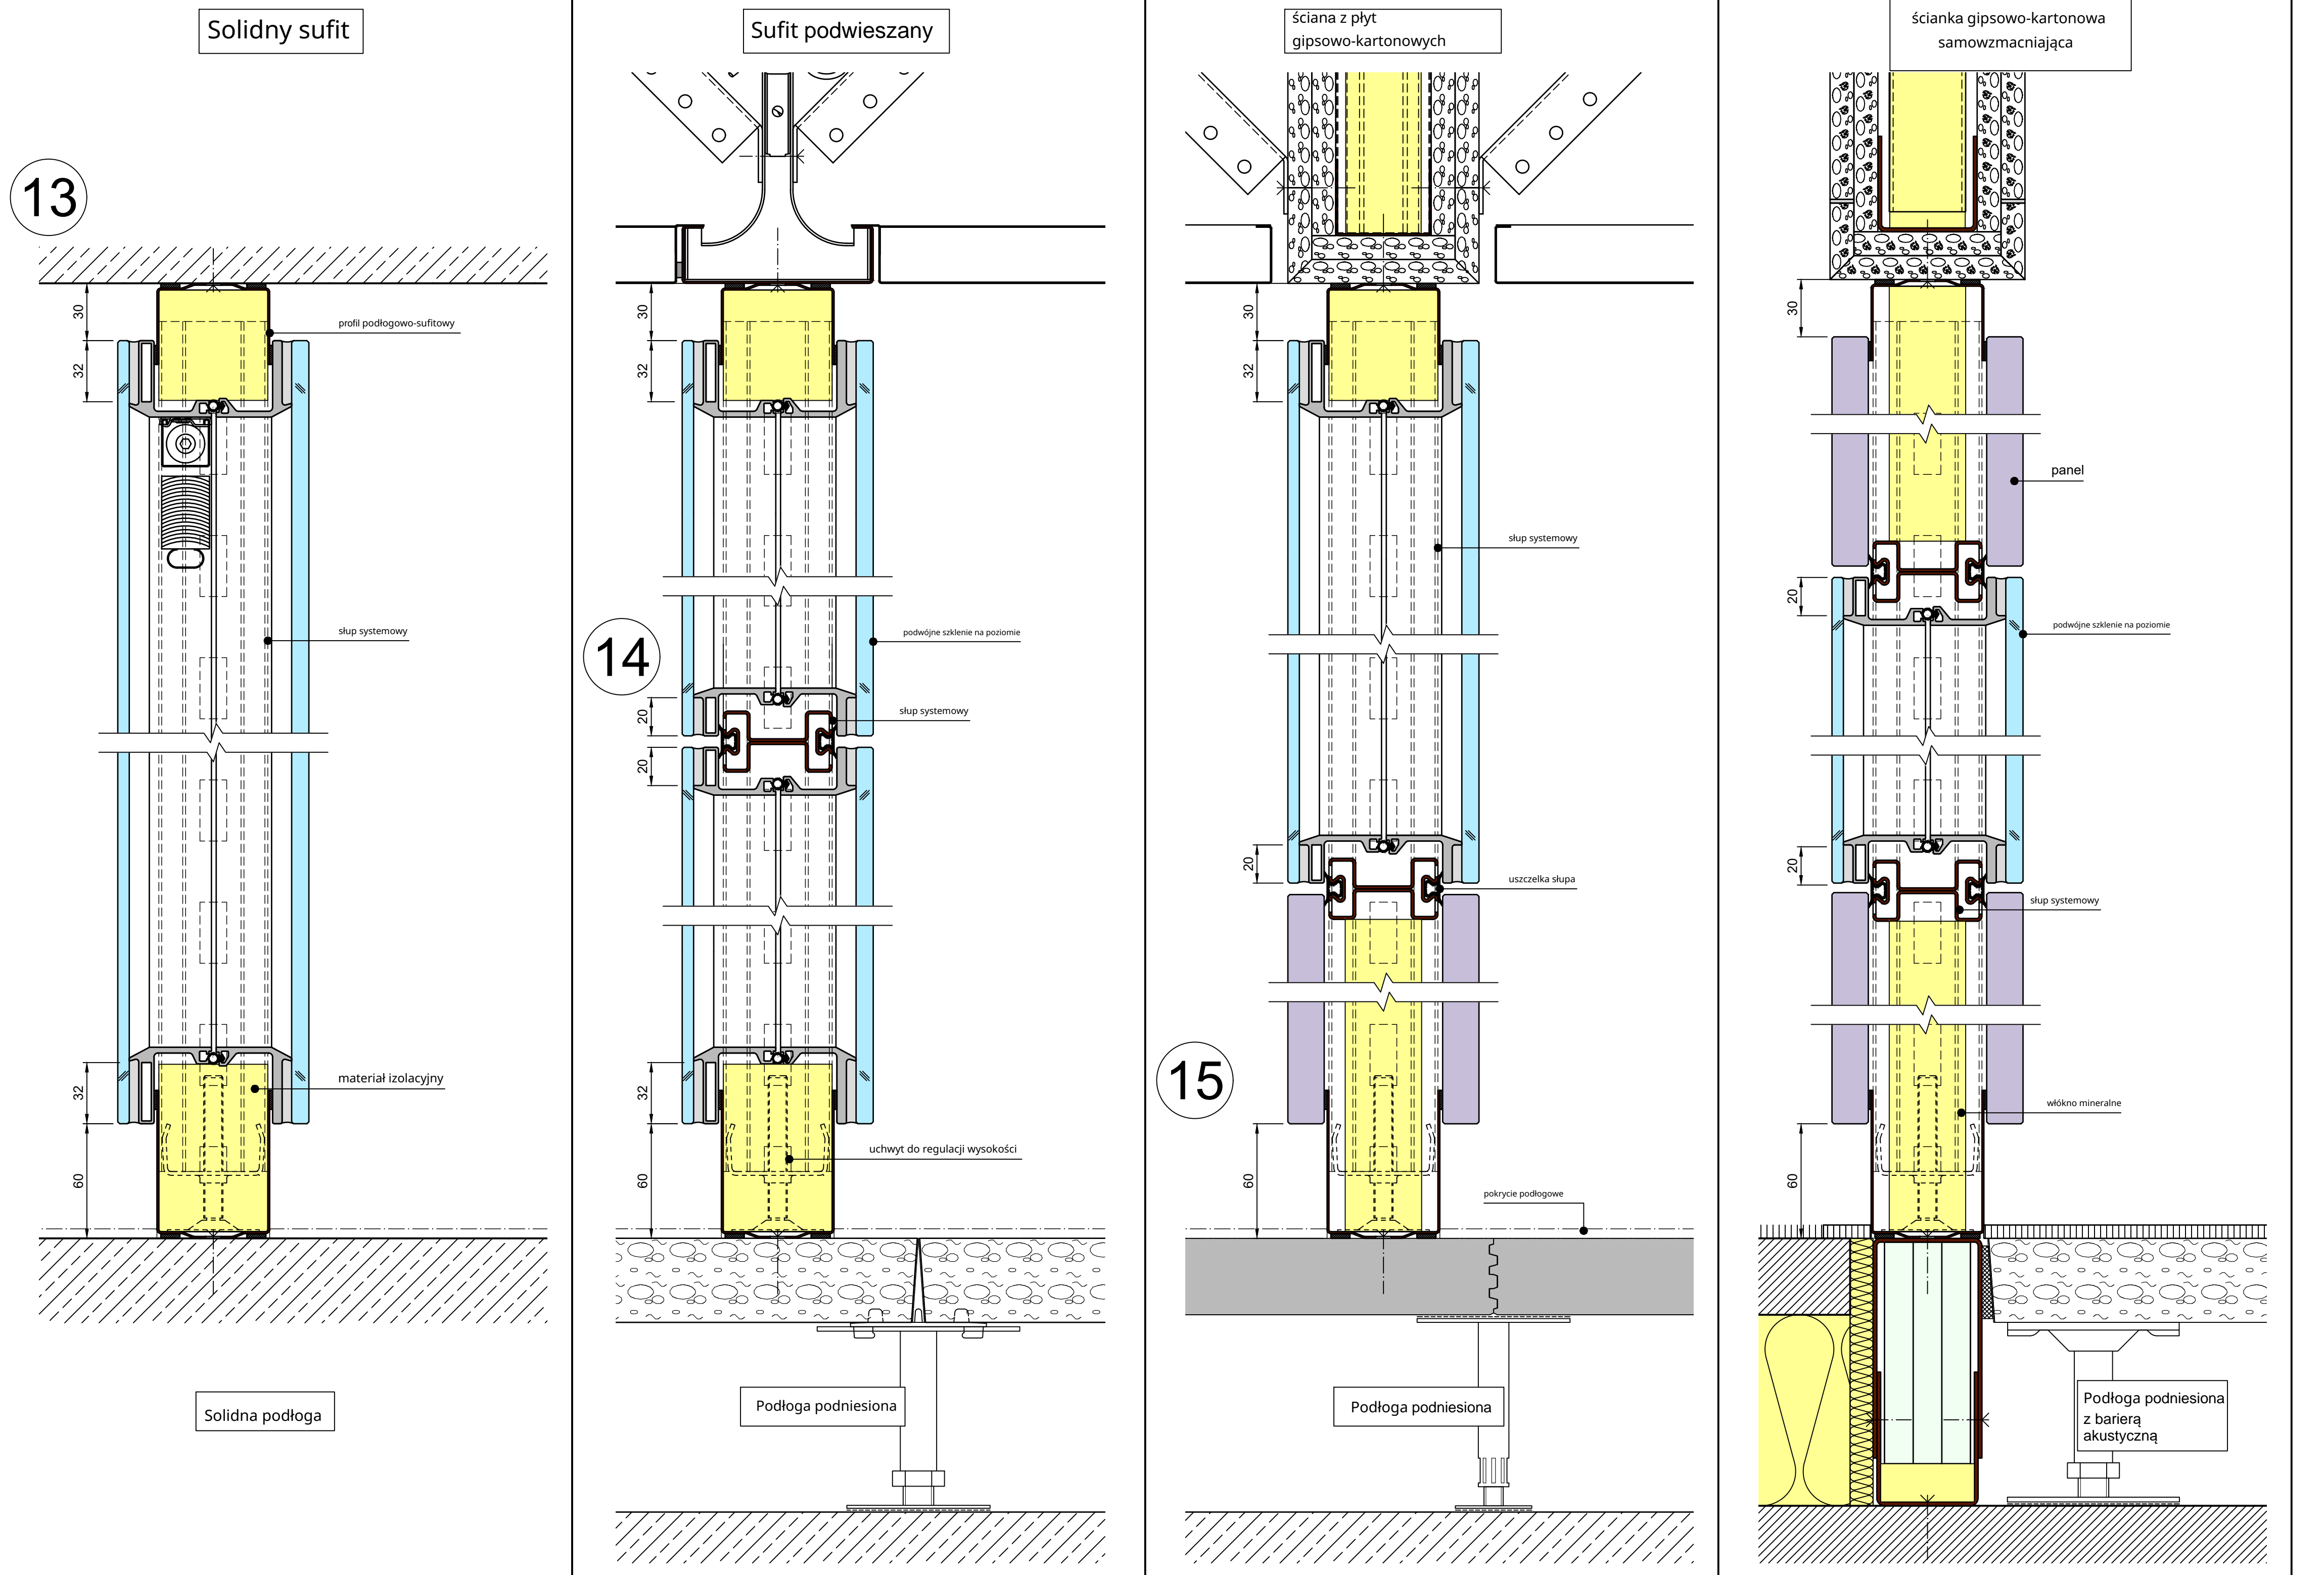 Solidny sufit
13
30
profil podłogowo-sufitowy
32
słup systemowy
materiał izolacyjny
32
60
Solidna podłoga
Sufit podwieszany
30
32
14
podwójne szklenie na poziomie
20
słup systemowy
20
32
uchwyt do regulacji wysokości
60
Podłoga podniesiona
ściana z płyt
gipsowo-kartonowych
30
32
słup systemowy
20
uszczelka słupa
15
60
pokrycie podłogowe
Podłoga podniesiona
ścianka gipsowo-kartonowa
samowzmacniająca
30
panel
20
podwójne szklenie na poziomie
20
słup systemowy
włókno mineralne
60
Podłoga podniesiona
z barierą
akustyczną